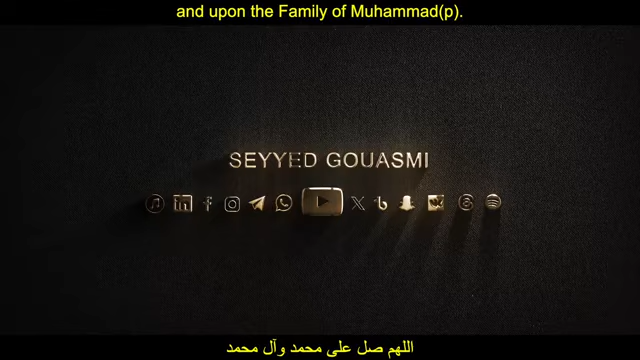 and upon the Family of Muhammad(p).
SEYYED GOUASMI
اللهم صل على محمد وآل محمد